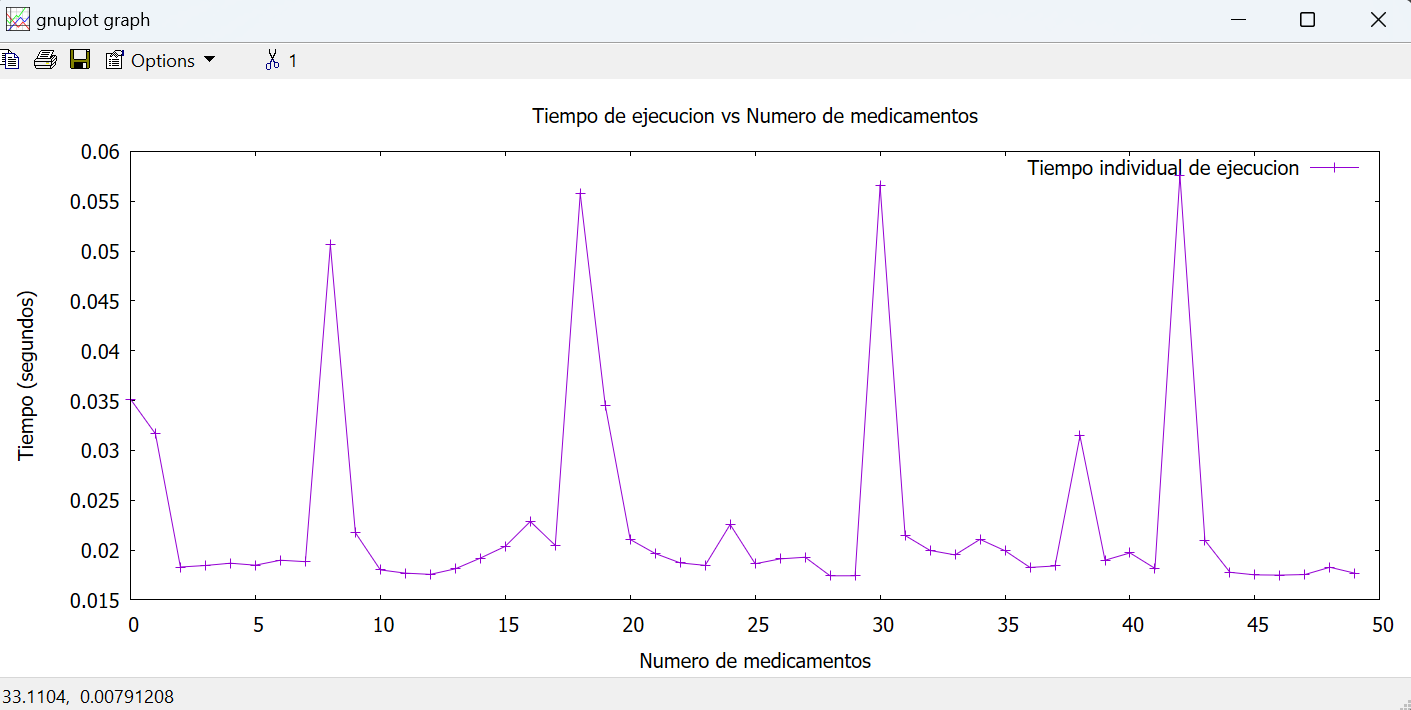 gnuplot graph
Options 1
Tiempo de ejecucion vs Numero de medicamentos
Tiempo individual de ejecucion
0.06
0.055
0.05
0.045
0.04
0.035
0.03
0.025
0.02
0.015
Tiempo (segundos)
0 5 10 15 20 25 30 35 40 45 50
Numero de medicamentos
33.1104, 0.00791208